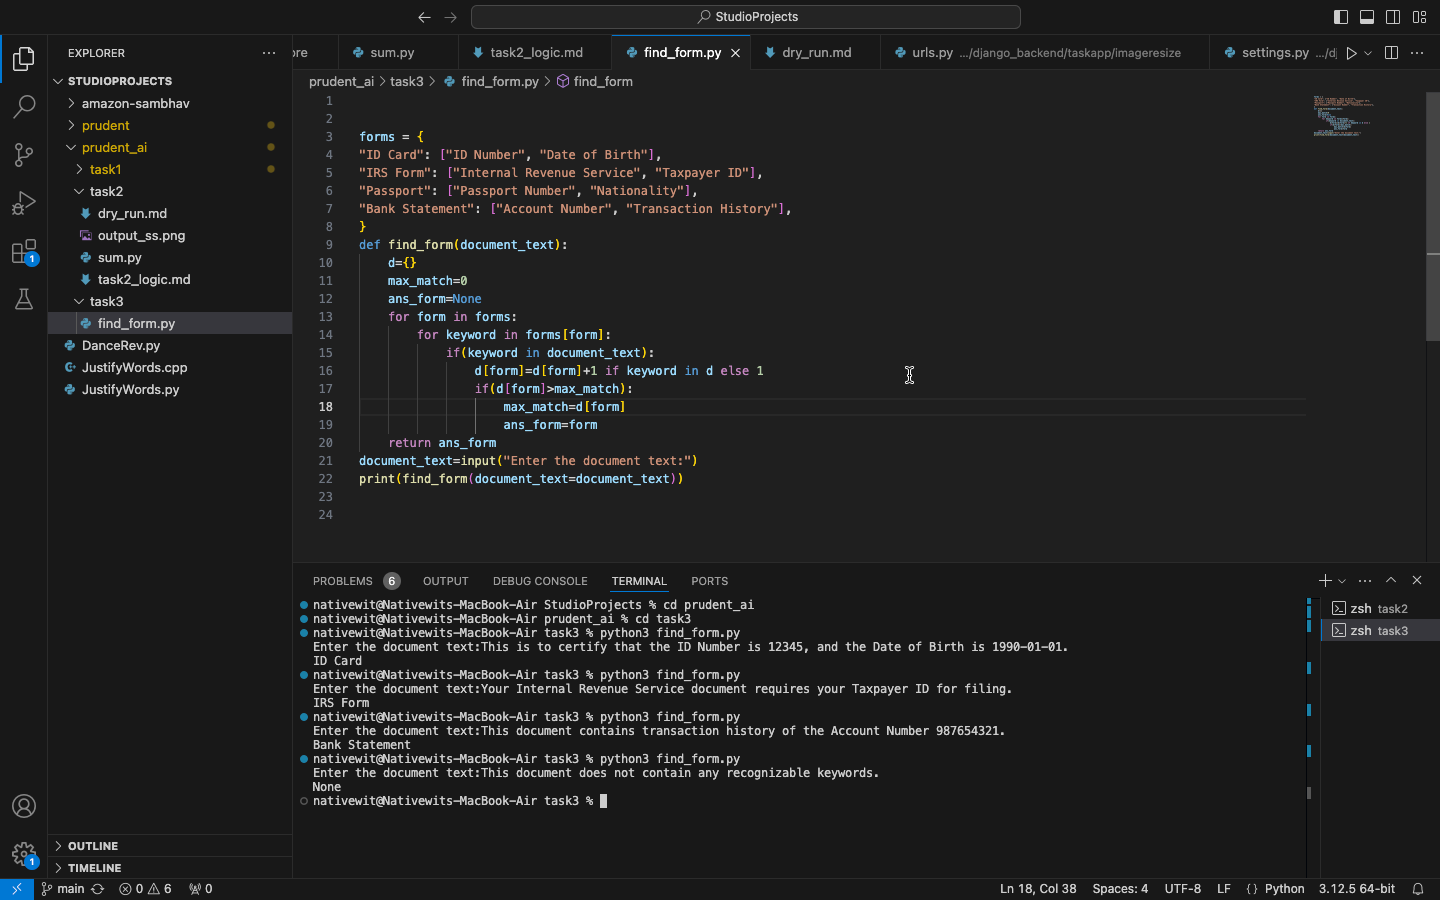 StudioProjects
EXPLORER
ore
sum.py
task2_logic.md
find_form.py
dry_run.md
urls.py .../django_backend/taskapp/imageresize
settings.py .../d
STUDIOPROJECTS
amazon-sambhav
prudent
prudent_ai
task1
task2
dry_run.md
output_ss.png
sum.py
task2_logic.md
task3
find_form.py
DanceRev.py
JustifyWords.cpp
JustifyWords.py
1
1
OUTLINE
TIMELINE
prudent_ai > task3 > find_form.py > find_form
1
2
3 forms = {
4 "ID Card": ["ID Number", "Date of Birth"],
5 "IRS Form": ["Internal Revenue Service", "Taxpayer ID"],
6 "Passport": ["Passport Number", "Nationality"],
7 "Bank Statement": ["Account Number", "Transaction History"],
8 }
9 def find_form(document_text):
10     d={}
11     max_match=0
12     ans_form=None
13     for form in forms:
14         for keyword in forms[form]:
15             if(keyword in document_text):
16                 d[form]=d[form]+1 if keyword in d else 1
17                 if(d[form]>max_match):
18                     max_match=d[form]
19                     ans_form=form
20     return ans_form
21 document_text=input("Enter the document text:")
22 print(find_form(document_text=document_text))
23
24
PROBLEMS 6 OUTPUT DEBUG CONSOLE TERMINAL PORTS
nativewit@Nativewits-MacBook-Air StudioProjects % cd prudent_ai
nativewit@Nativewits-MacBook-Air prudent_ai % cd task3
nativewit@Nativewits-MacBook-Air task3 % python3 find_form.py
Enter the document text:This is to certify that the ID Number is 12345, and the Date of Birth is 1990-01-01.
ID Card
nativewit@Nativewits-MacBook-Air task3 % python3 find_form.py
Enter the document text:Your Internal Revenue Service document requires your Taxpayer ID for filing.
IRS Form
nativewit@Nativewits-MacBook-Air task3 % python3 find_form.py
Enter the document text:This document contains transaction history of the Account Number 987654321.
Bank Statement
nativewit@Nativewits-MacBook-Air task3 % python3 find_form.py
Enter the document text:This document does not contain any recognizable keywords.
None
nativewit@Nativewits-MacBook-Air task3 %
zsh task2
zsh task3
main 0 6 0
Ln 18, Col 38 Spaces: 4 UTF-8 LF {} Python 3.12.5 64-bit